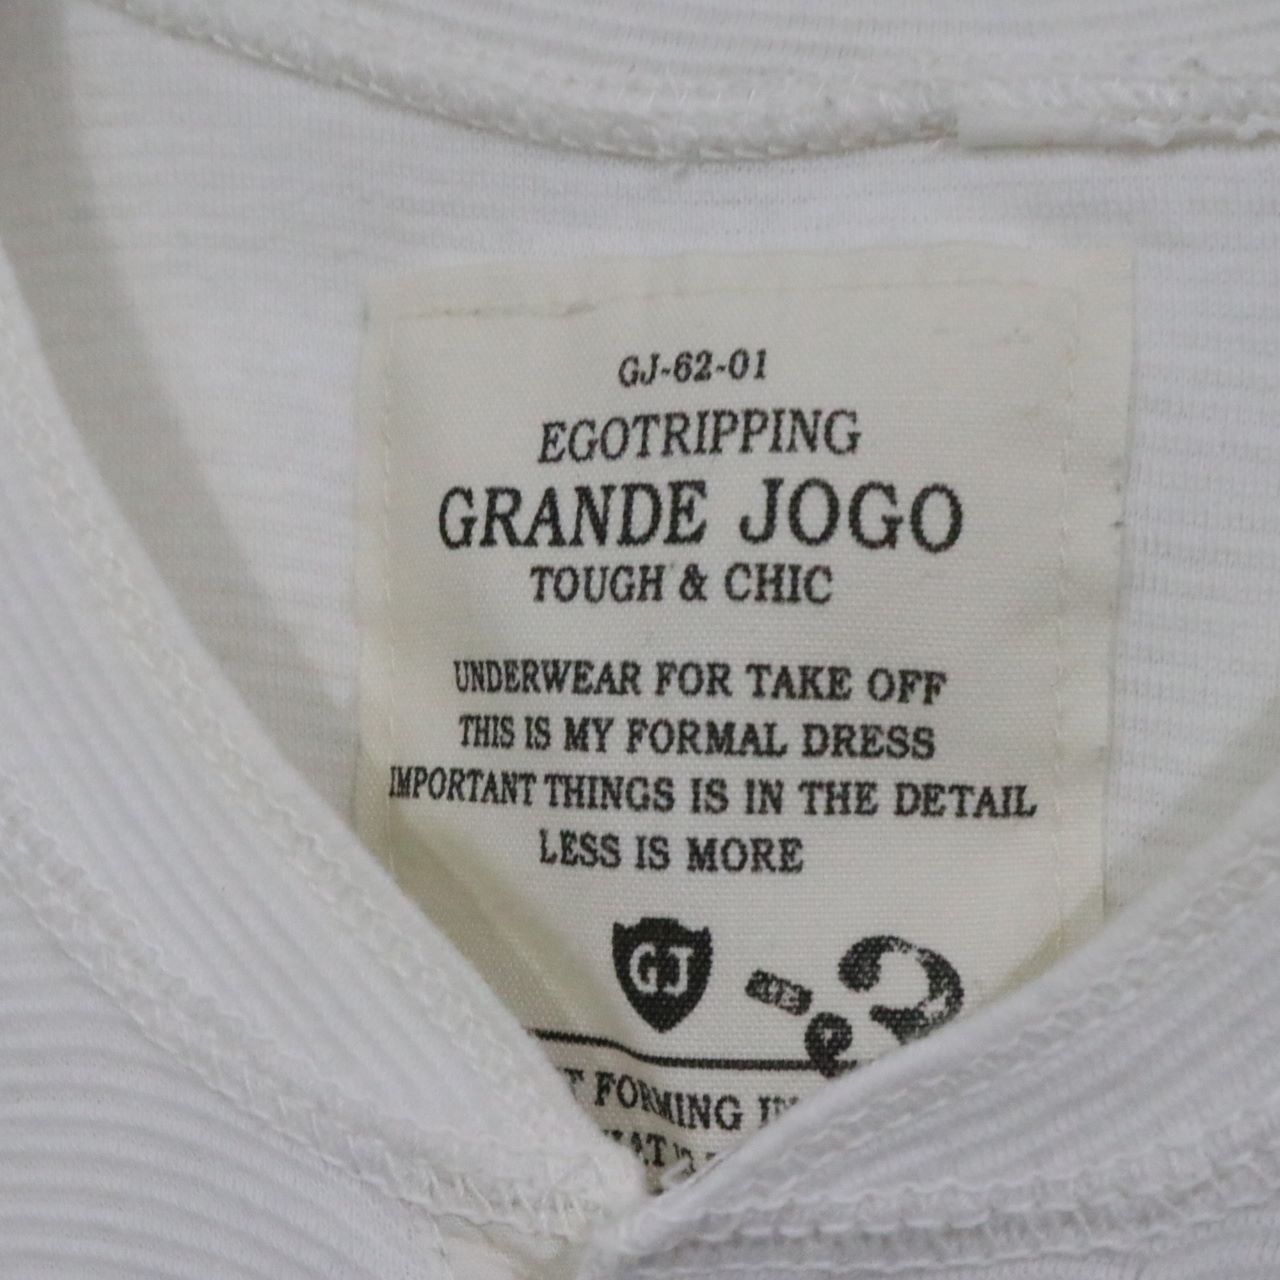 GJ-62-01
EGOTRIPPING
GRANDE JOGO
TOUGH & CHIC
UNDERWEAR FOR TAKE OFF
THIS IS MY FORMAL DRESS
IMPORTANT THINGS IS IN THE DETAIL
LESS IS MORE
GJ
FORMING